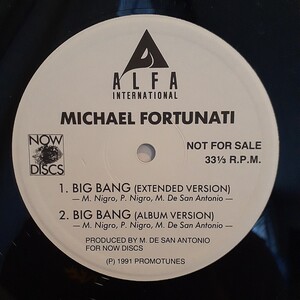 ALFA
INTERNATIONAL
MICHAEL FORTUNATI
NOW
DISCS
NOT FOR SALE
33⅓ R.P.M.
1. BIG BANG (EXTENDED VERSION)
— M. Nigro, P. Nigro, M. De San Antonio —
2. BIG BANG (ALBUM VERSION)
— M. Nigro, P. Nigro, M. De San Antonio —
PRODUCED BY M. DE SAN ANTONIO
FOR NOW DISCS
(P) 1991 PROMOTUNES